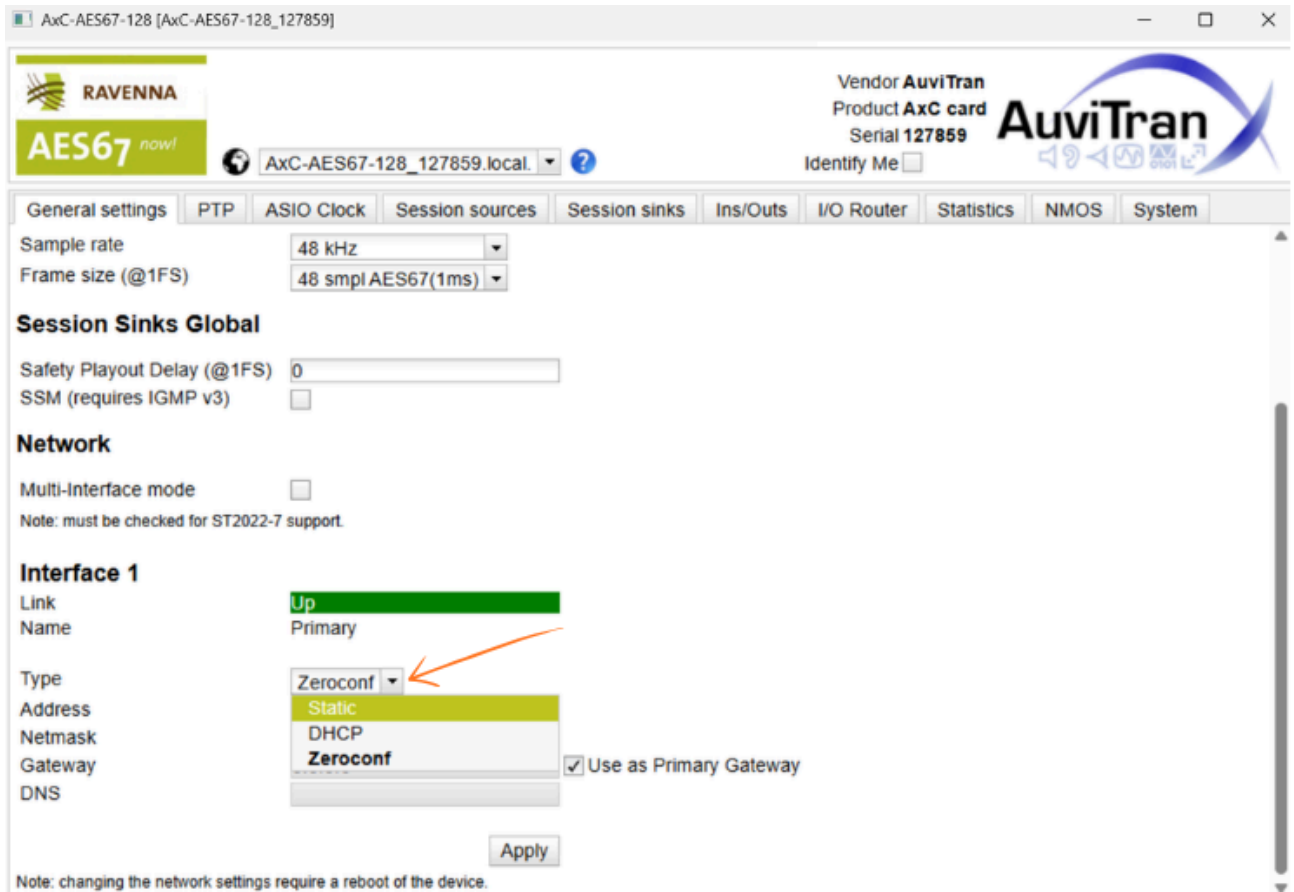 AxC-AES67-128 [AxC-AES67-128_127859]
RAVENNA
AES67 now!
AxC-AES67-128_127859.local.
?
Vendor AuviTran
Product AxC card
Serial 127859
Identify Me
AuviTran
0101
General settings PTP ASIO Clock Session sources Session sinks Ins/Outs I/O Router Statistics NMOS System
Sample rate 48 kHz
Frame size (@1FS) 48 smpl AES67(1ms)
Session Sinks Global
Safety Playout Delay (@1FS) 0
SSM (requires IGMP v3)
Network
Multi-Interface mode
Note: must be checked for ST2022-7 support.
Interface 1
Link Up
Name Primary
Type Zeroconf
Address Static
Netmask DHCP
Gateway Zeroconf Use as Primary Gateway
DNS
Apply
Note: changing the network settings require a reboot of the device.